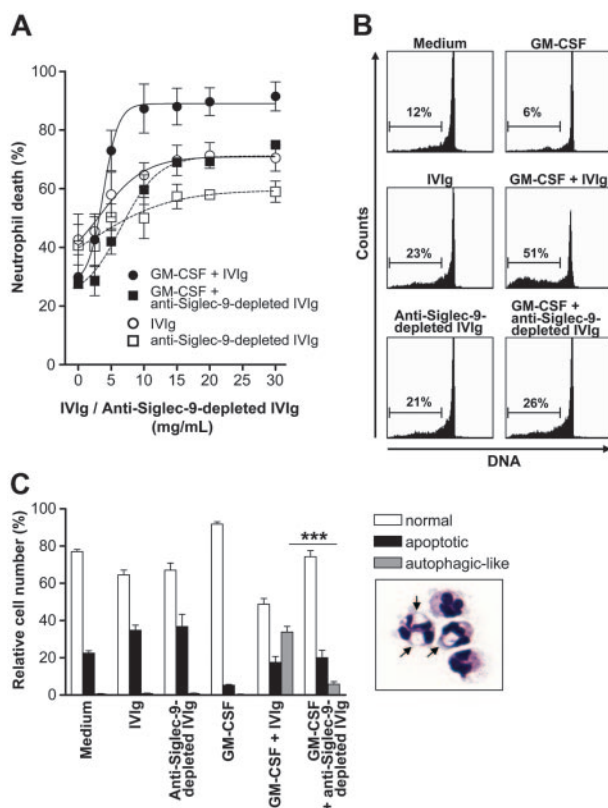 A
Neutrophil death (%)
100
80
60
40
20
0
0 5 10 15 20 25 30
GM-CSF + IVIg
GM-CSF +
anti-Siglec-9-depleted IVIg
IVIg
anti-Siglec-9-depleted IVIg
IVIg / Anti-Siglec-9-depleted IVIg
(mg/mL)
B
Medium
GM-CSF
12%
6%
IVIg
GM-CSF + IVIg
23%
51%
Anti-Siglec-9-
depleted IVIg
GM-CSF +
anti-Siglec-9-
depleted IVIg
21%
26%
Counts
DNA
C
Relative cell number (%)
100
80
60
40
20
0
***
Medium
IVIg
Anti-Siglec-9-
depleted IVIg
GM-CSF
GM-CSF + IVIg
GM-CSF
+ anti-Siglec-9-
depleted IVIg
normal
apoptotic
autophagic-like